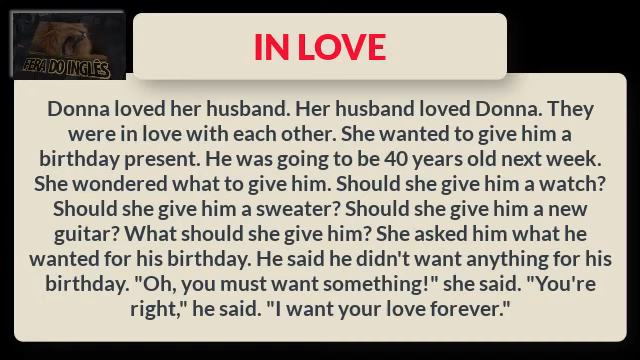 FERA DO INGLÊS
IN LOVE
Donna loved her husband. Her husband loved Donna. They
were in love with each other. She wanted to give him a
birthday present. He was going to be 40 years old next week.
She wondered what to give him. Should she give him a watch?
Should she give him a sweater? Should she give him a new
guitar? What should she give him? She asked him what he
wanted for his birthday. He said he didn't want anything for his
birthday. "Oh, you must want something!" she said. "You're
right," he said. "I want your love forever."